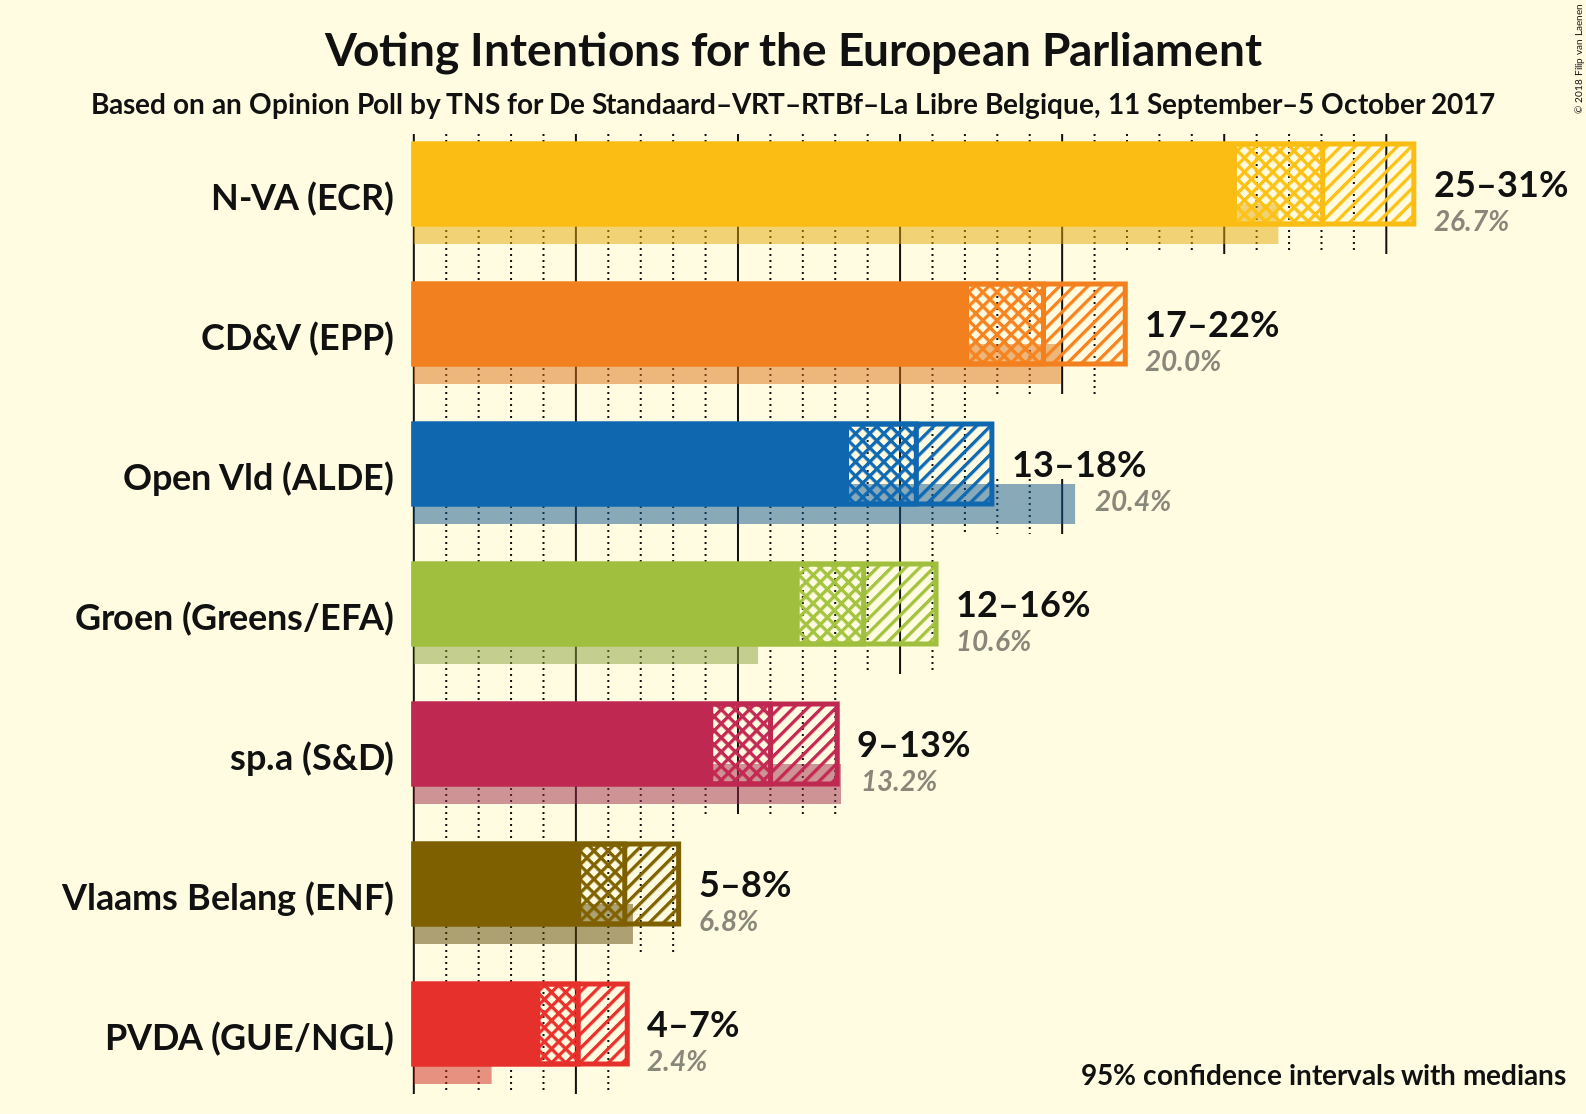 Voting Intentions for the European Parliament
Based on an Opinion Poll by TNS for De Standaard–VRT–RTBf–La Libre Belgique, 11 September–5 October 2017
© 2018 Filip van Laenen
N-VA (ECR)
25–31%
26.7%
CD&V (EPP)
17–22%
20.0%
Open Vld (ALDE)
13–18%
20.4%
Groen (Greens/EFA)
12–16%
10.6%
sp.a (S&D)
9–13%
13.2%
Vlaams Belang (ENF)
5–8%
6.8%
PVDA (GUE/NGL)
4–7%
2.4%
95% confidence intervals with medians